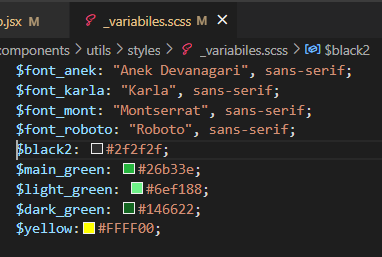 .jsx M
_variabiles.scss M ×
components > utils > styles > _variabiles.scss > $black2
$font_anek: "Anek Devanagari", sans-serif;
$font_karla: "Karla", sans-serif;
$font_mont: "Montserrat", sans-serif;
$font_roboto: "Roboto", sans-serif;
$black2: #2f2f2f;
$main_green: #26b33e;
$light_green: #6ef188;
$dark_green: #146622;
$yellow: #FFFF00;